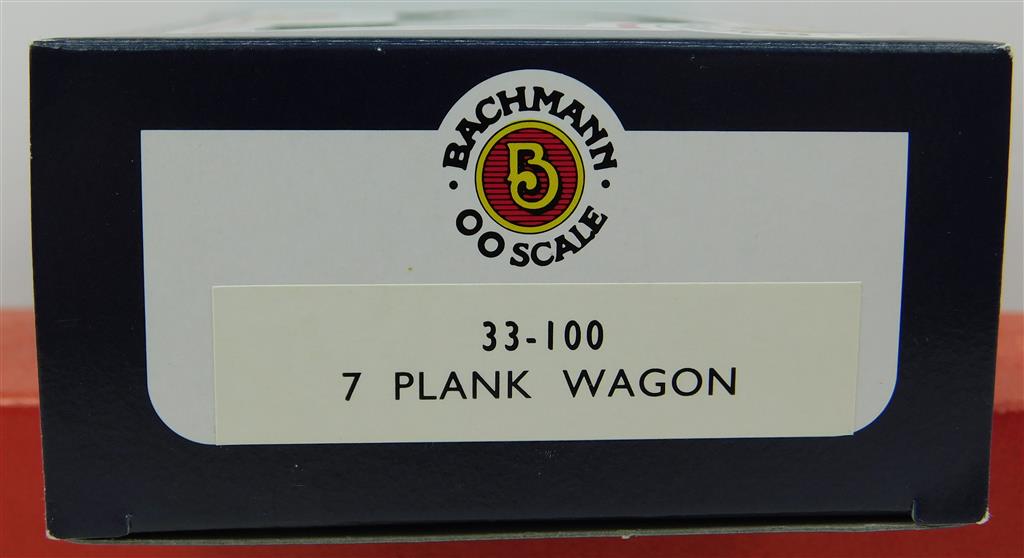 BACHMANN
B
OO SCALE
33-100
7 PLANK WAGON